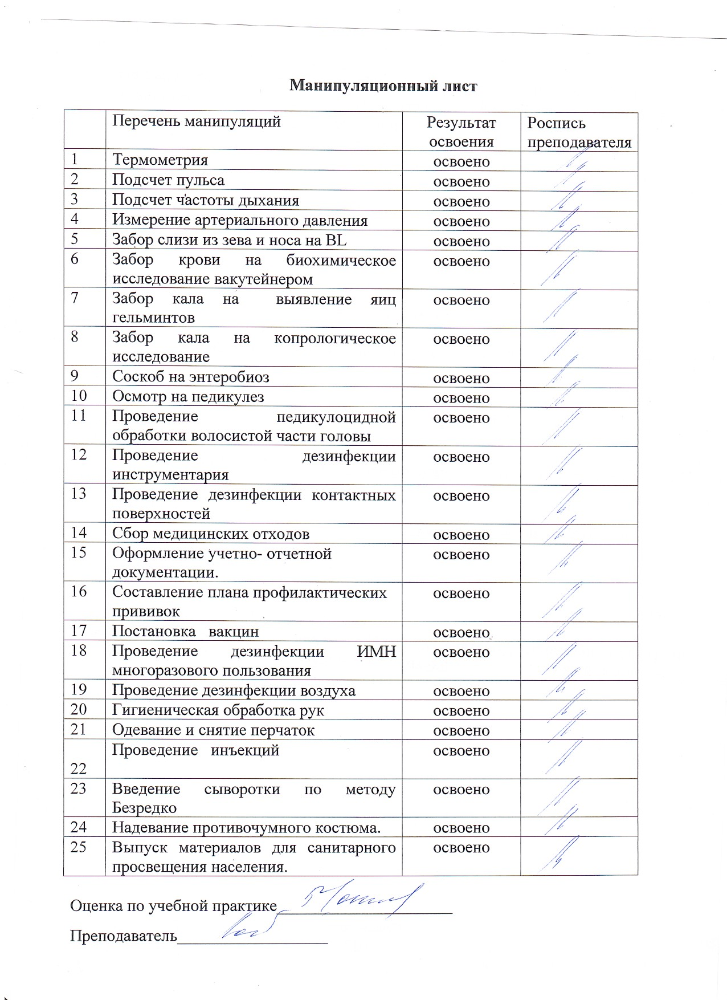 Манипуляционный лист
Перечень манипуляций Результат Роспись
освоения преподавателя
1 Термометрия освоено
2 Подсчет пульса освоено
3 Подсчет частоты дыхания освоено
4 Измерение артериального давления освоено
5 Забор слизи из зева и носа на BL освоено
6 Забор крови на биохимическое освоено
исследование вакутейнером
7 Забор кала на выявление яиц освоено
гельминтов
8 Забор кала на копрологическое освоено
исследование
9 Соскоб на энтеробиоз освоено
10 Осмотр на педикулез освоено
11 Проведение педикулоцидной освоено
обработки волосистой части головы
12 Проведение дезинфекции освоено
инструментария
13 Проведение дезинфекции контактных освоено
поверхностей
14 Сбор медицинских отходов освоено
15 Оформление учетно- отчетной освоено
документации.
16 Составление плана профилактических освоено
прививок
17 Постановка вакцин освоено
18 Проведение дезинфекции ИМН освоено
многоразового пользования
19 Проведение дезинфекции воздуха освоено
20 Гигиеническая обработка рук освоено
21 Одевание и снятие перчаток освоено
Проведение инъекций освоено
22
23 Введение сыворотки по методу освоено
Безредко
24 Надевание противочумного костюма. освоено
25 Выпуск материалов для санитарного освоено
просвещения населения.
Оценка по учебной практике 5
Преподаватель